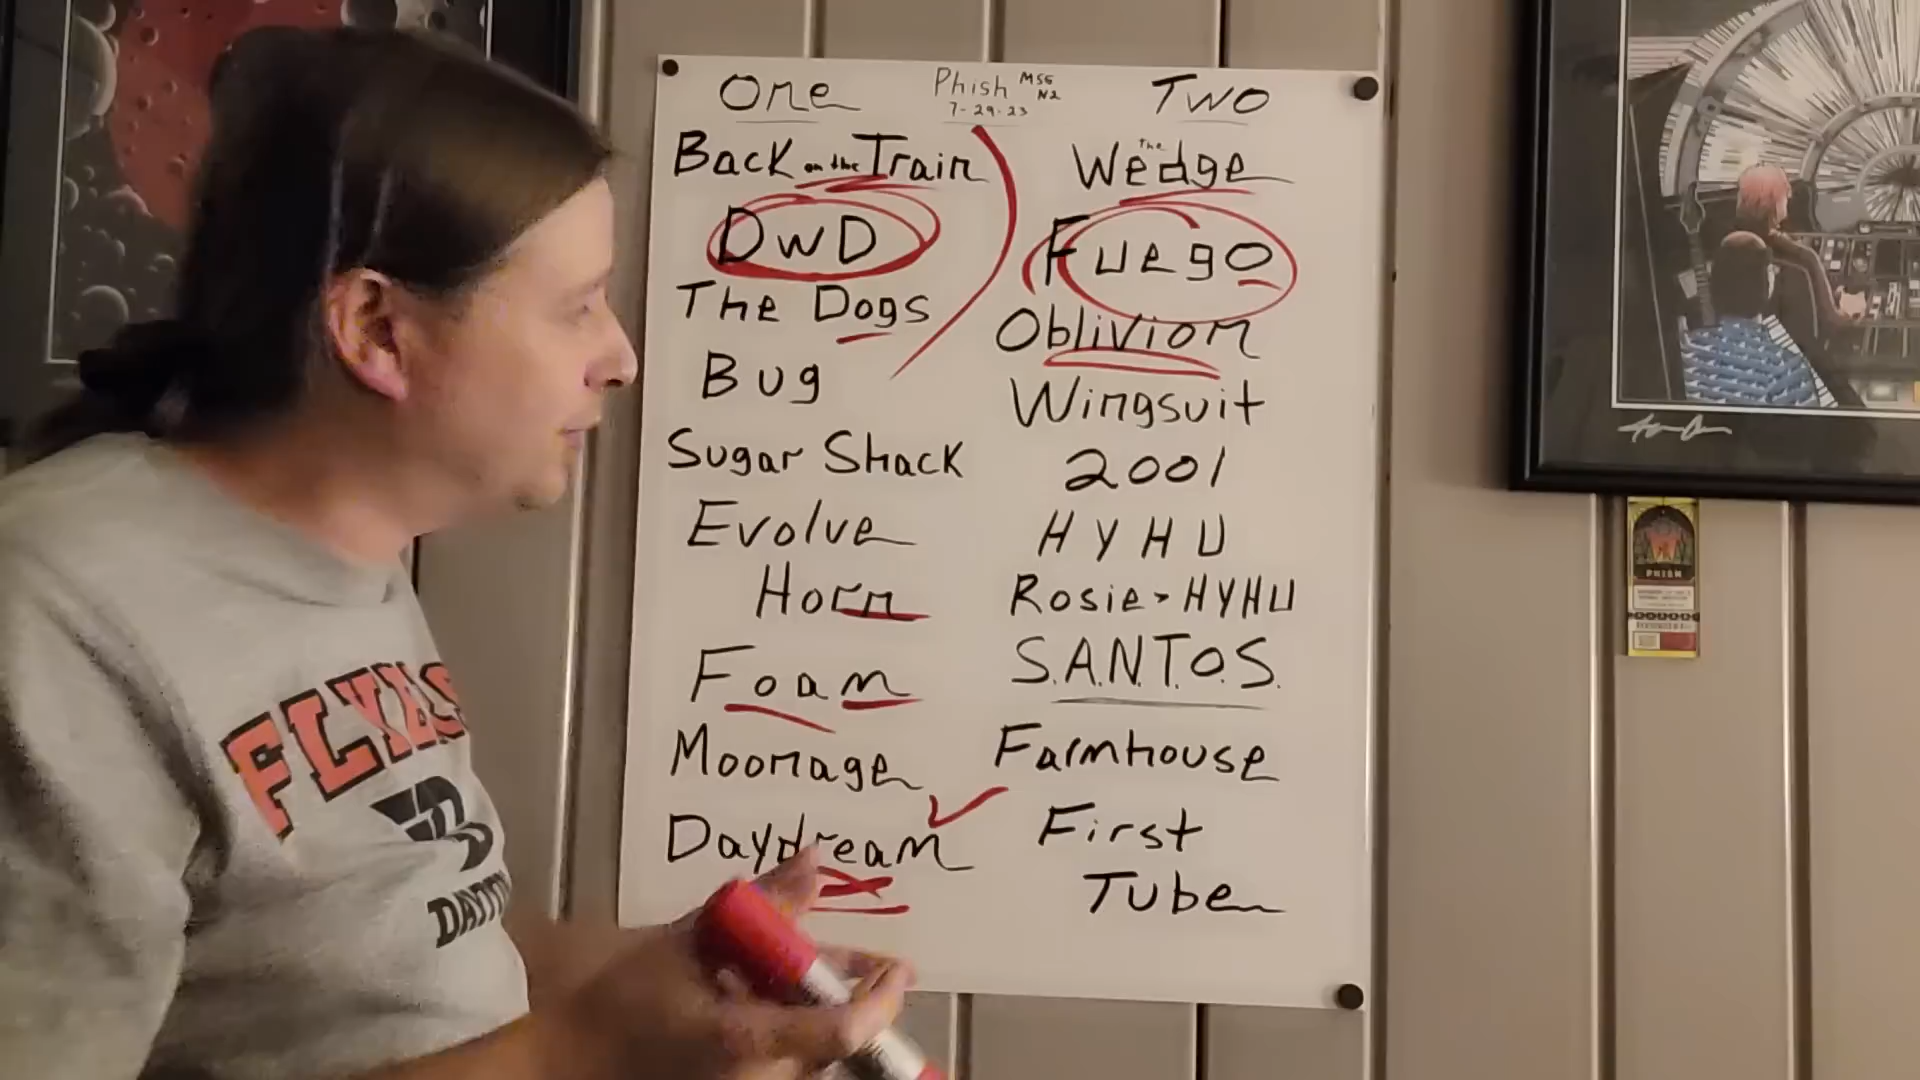 One
Phish MSG
N2
7-29-23
Two
Back on the Train
DwD
The Dogs
Bug
Sugar Shack
Evolve
Horn
Foam
Moonage
Daydream
The
Wedge
Fuego
Oblivion
Wingsuit
2001
HYHU
Rosie > HYHU
S.A.N.T.O.S.
Farmhouse
First
Tube
FLYERS
PHISH